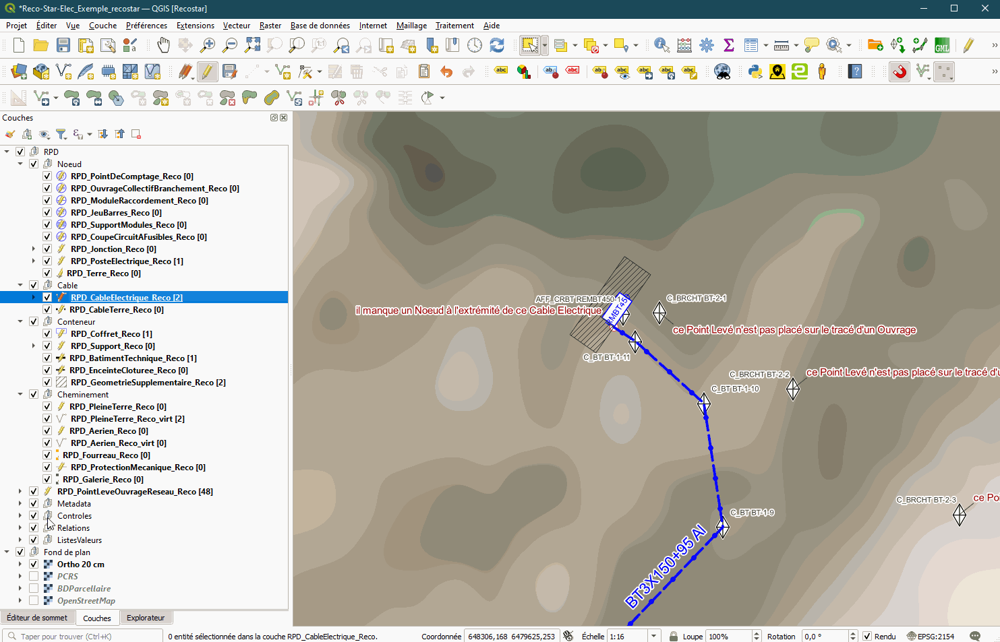 *Reco-Star-Elec_Exemple_recostar — QGIS [Recostar]
Projet Éditer Vue Couche Préférences Extensions Vecteur Raster Base de données Internet Maillage Traitement Aide
Couches
RPD
Noeud
RPD_PointDeComptage_Reco [0]
RPD_OuvrageCollectifBranchement_Reco [0]
RPD_ModuleRaccordement_Reco [0]
RPD_JeuBarres_Reco [0]
RPD_SupportModules_Reco [0]
RPD_CoupeCircuitAFusibles_Reco [0]
RPD_Jonction_Reco [0]
RPD_PosteElectrique_Reco [1]
RPD_Terre_Reco [0]
Cable
RPD_CableElectrique_Reco [2]
RPD_CableTerre_Reco [0]
Conteneur
RPD_Coffret_Reco [1]
RPD_Support_Reco [0]
RPD_BatimentTechnique_Reco [1]
RPD_EnceinteCloturee_Reco [0]
RPD_GeometrieSupplementaire_Reco [2]
Cheminement
RPD_PleineTerre_Reco [0]
RPD_PleineTerre_Reco_virt [2]
RPD_Aerien_Reco [0]
RPD_Aerien_Reco_virt [0]
RPD_Fourreau_Reco [0]
RPD_ProtectionMecanique_Reco [0]
RPD_Galerie_Reco [0]
RPD_PointLeveOuvrageReseau_Reco [48]
Metadata
Controles
Relations
ListesValeurs
Fond de plan
Ortho 20 cm
PCRS
BDParcellaire
OpenStreetMap
Éditeur de sommet Couches Explorateur
AFF_CRBT REMBT450-1
C_BRCHT BT-2-1
il manque un Noeud à l'extrémité de ce Cable Electrique
ce Point Levé n'est pas placé sur le tracé d'un Ouvrage
C_BT BT-1-11
C_BRCHT BT-2-2
ce Point Levé n'est pas placé sur le tracé d'u
C_BT BT-1-10
C_BRCHT BT-2-3
ce Poi
C_BT BT-1-9
BT3X150+95 Al
Taper pour trouver (Ctrl+K) 0 entité sélectionnée dans la couche RPD_CableElectrique_Reco. Coordonnée 648306,168 6479625,253 Échelle 1:16 Loupe 100% Rotation 0,0 ° Rendu EPSG:2154